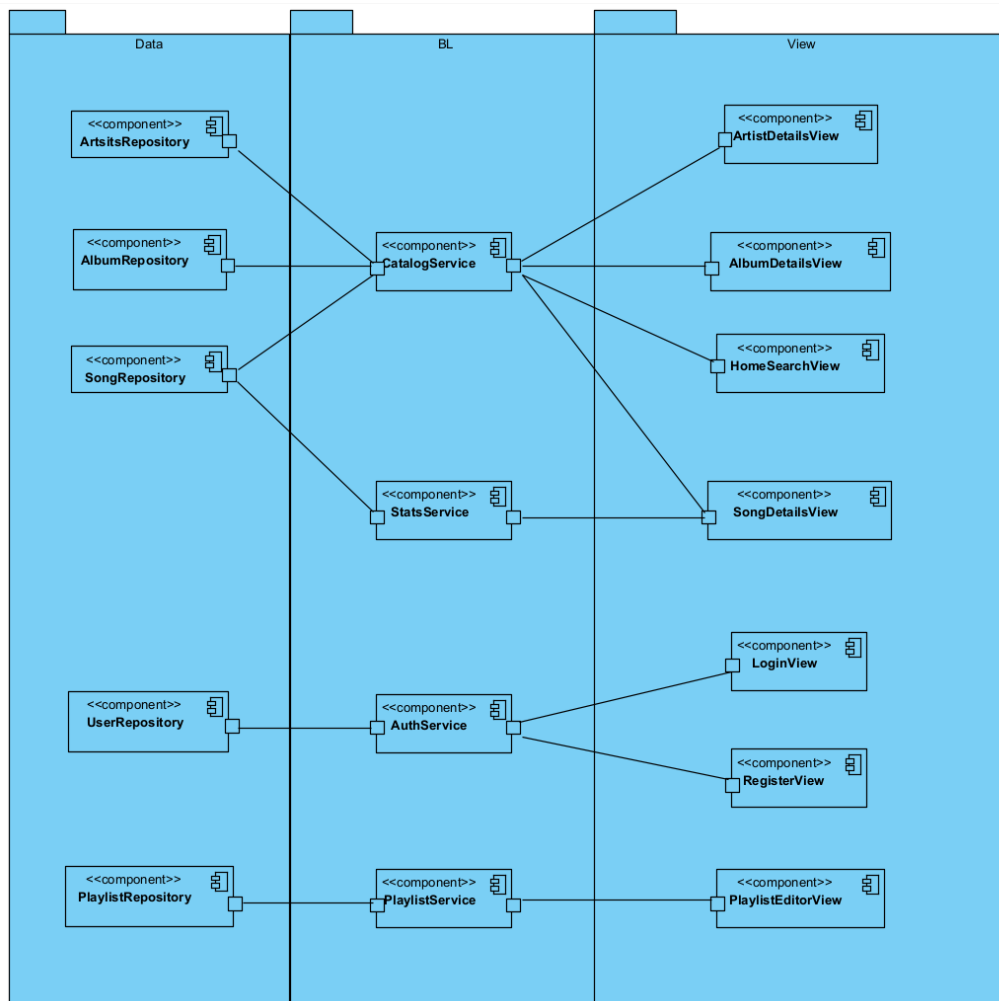 Data
BL
View
<<component>>
ArtsitsRepository
<<component>>
AlbumRepository
<<component>>
SongRepository
<<component>>
UserRepository
<<component>>
PlaylistRepository
<<component>>
CatalogService
<<component>>
StatsService
<<component>>
AuthService
<<component>>
PlaylistService
<<component>>
ArtistDetailsView
<<component>>
AlbumDetailsView
<<component>>
HomeSearchView
<<component>>
SongDetailsView
<<component>>
LoginView
<<component>>
RegisterView
<<component>>
PlaylistEditorView